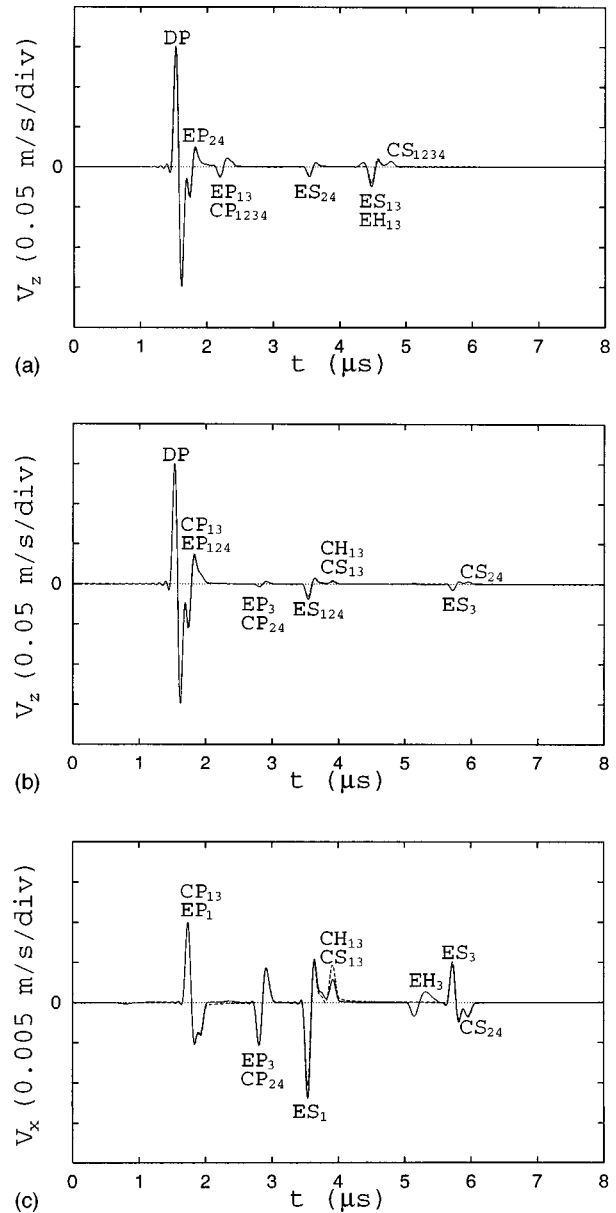 DP
EP₂₄
CS₁₂₃₄
0
EP₁₃
CP₁₂₃₄
ES₂₄
ES₁₃
EH₁₃
V_z (0.05 m/s/div)
0 1 2 3 4 5 6 7 8
(a)
t (μs)
DP
CP₁₃
EP₁₂₄
CH₁₃
CS₁₃
CS₂₄
0
EP₃
CP₂₄
ES₁₂₄
ES₃
V_z (0.05 m/s/div)
0 1 2 3 4 5 6 7 8
(b)
t (μs)
CP₁₃
EP₁
CH₁₃
CS₁₃
ES₃
EH₃
0
CS₂₄
EP₃
CP₂₄
ES₁
V_x (0.005 m/s/div)
0 1 2 3 4 5 6 7 8
(c)
t (μs)